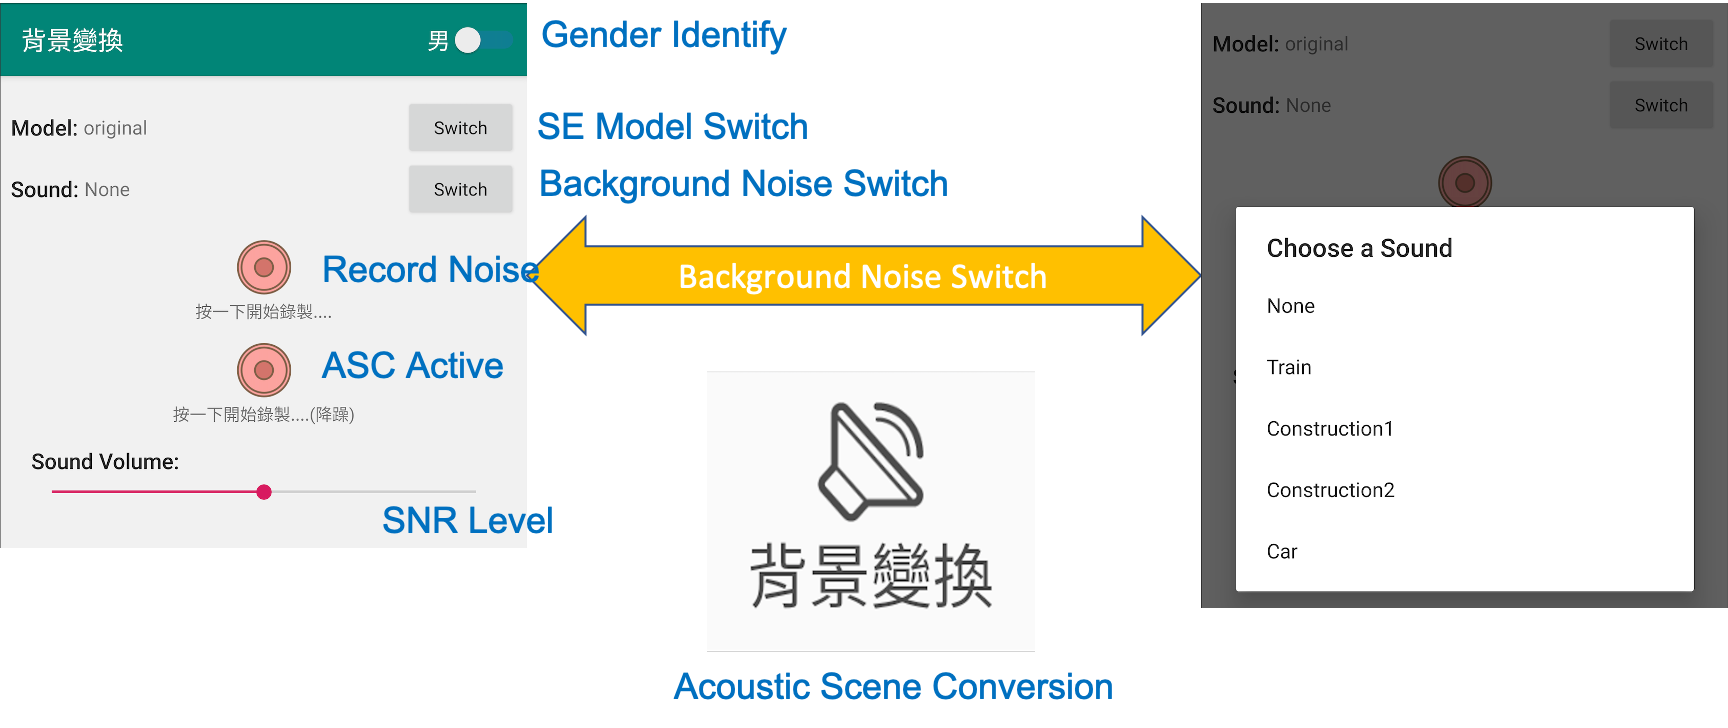 背景變換
男
Gender Identify
Model: original
Switch
SE Model Switch
Sound: None
Switch
Background Noise Switch
Record Noise
按一下開始錄製....
ASC Active
按一下開始錄製....(降躁)
Sound Volume:
SNR Level
Background Noise Switch
背景變換
Acoustic Scene Conversion
Model: original
Switch
Sound: None
Switch
Choose a Sound
None
Train
Construction1
Construction2
Car